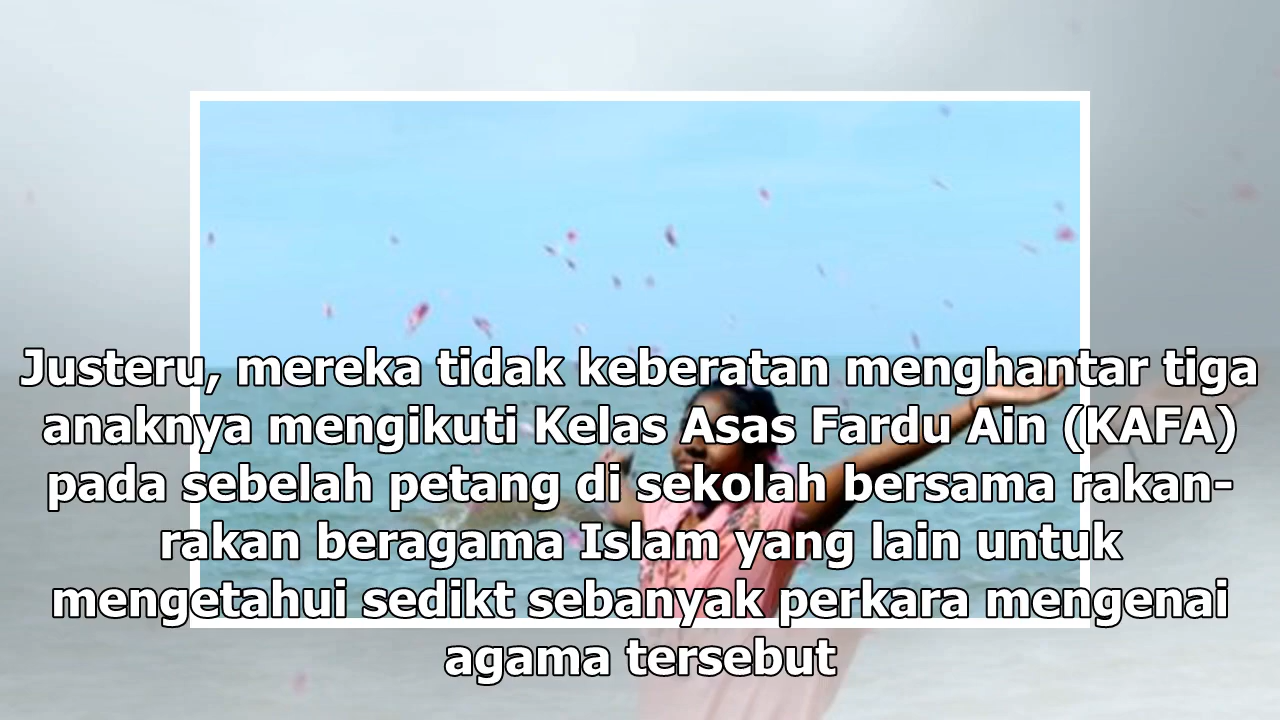 Justeru, mereka tidak keberatan menghantar tiga
anaknya mengikuti Kelas Asas Fardu Ain (KAFA)
pada sebelah petang di sekolah bersama rakan-
rakan beragama Islam yang lain untuk
mengetahui sedikt sebanyak perkara mengenai
agama tersebut